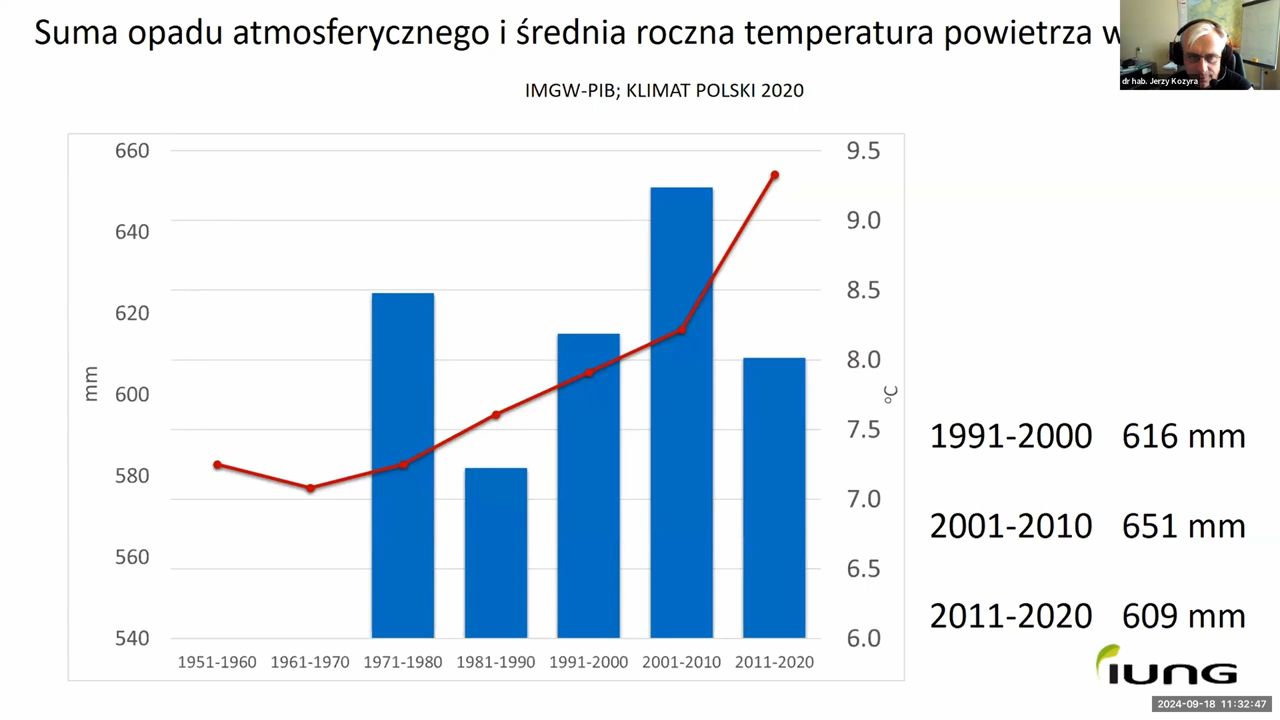 Suma opadu atmosferycznego i średnia roczna temperatura powietrza w
dr hab. Jerzy Kozyra
IMGW-PIB; KLIMAT POLSKI 2020
660
640
620
600
580
560
540
mm
9.5
9.0
8.5
8.0
7.5
7.0
6.5
6.0
°C
1951-1960 1961-1970 1971-1980 1981-1990 1991-2000 2001-2010 2011-2020
1991-2000 616 mm
2001-2010 651 mm
2011-2020 609 mm
IUNG
2024-09-18 11:32:47